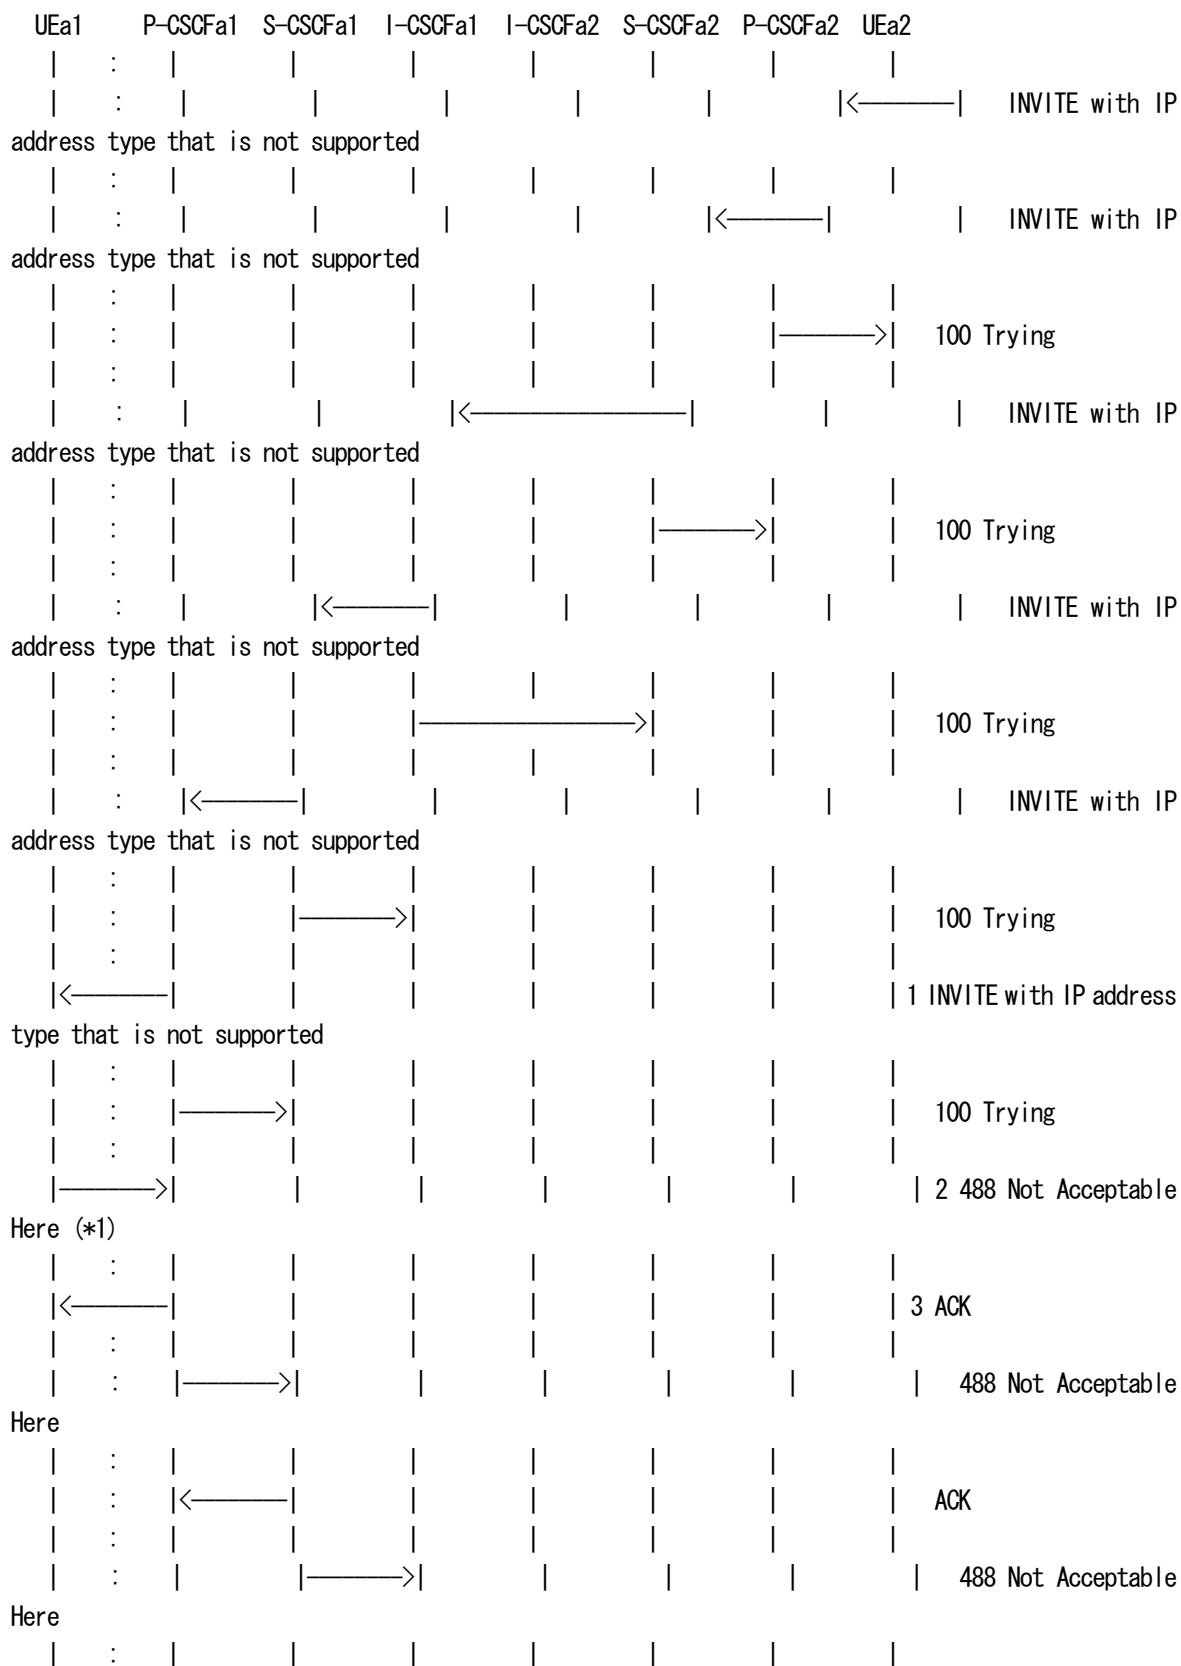 UEa1 P-CSCFa1 S-CSCFa1 I-CSCFa1 I-CSCFa2 S-CSCFa2 P-CSCFa2 UEa2
| : | | | | | | |
| : | | | | | |<--------| INVITE with IP
address type that is not supported
| : | | | | | | |
| : | | | | |<--------| | INVITE with IP
address type that is not supported
| : | | | | | | |
| : | | | | | |-------->| 100 Trying
| : | | | | | | |
| : | | |<------------------| | | INVITE with IP
address type that is not supported
| : | | | | | | |
| : | | | | |-------->| | 100 Trying
| : | | | | | | |
| : | |<--------| | | | | INVITE with IP
address type that is not supported
| : | | | | | | |
| : | | |------------------>| | | 100 Trying
| : | | | | | | |
| : |<--------| | | | | | INVITE with IP
address type that is not supported
| : | | | | | | |
| : | |-------->| | | | | 100 Trying
| : | | | | | | |
|<---------| | | | | | | 1 INVITE with IP address
type that is not supported
| : | | | | | | |
| : |-------->| | | | | | 100 Trying
| : | | | | | | |
|-------->| | | | | | | 2 488 Not Acceptable
Here (*1)
| : | | | | | | |
|<---------| | | | | | | 3 ACK
| : | | | | | | |
| : |-------->| | | | | | 488 Not Acceptable
Here
| : | | | | | | |
| : |<--------| | | | | | ACK
| : | | | | | | |
| : | |-------->| | | | | 488 Not Acceptable
Here
| : | | | | | | |